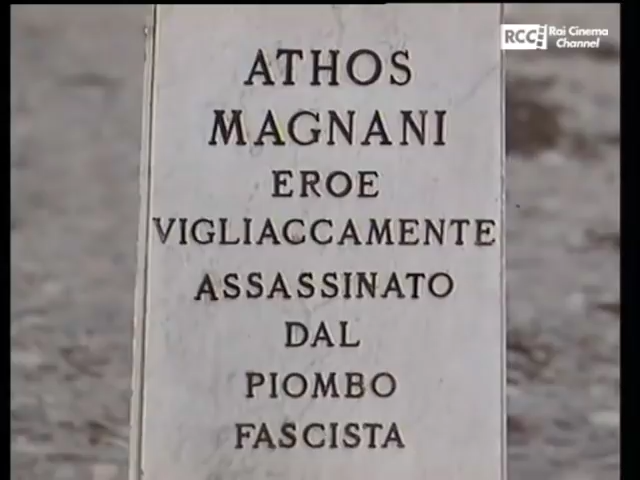 RCC Rai Cinema
Channel
ATHOS
MAGNANI
EROE
VIGLIACCAMENTE
ASSASSINATO
DAL
PIOMBO
FASCISTA